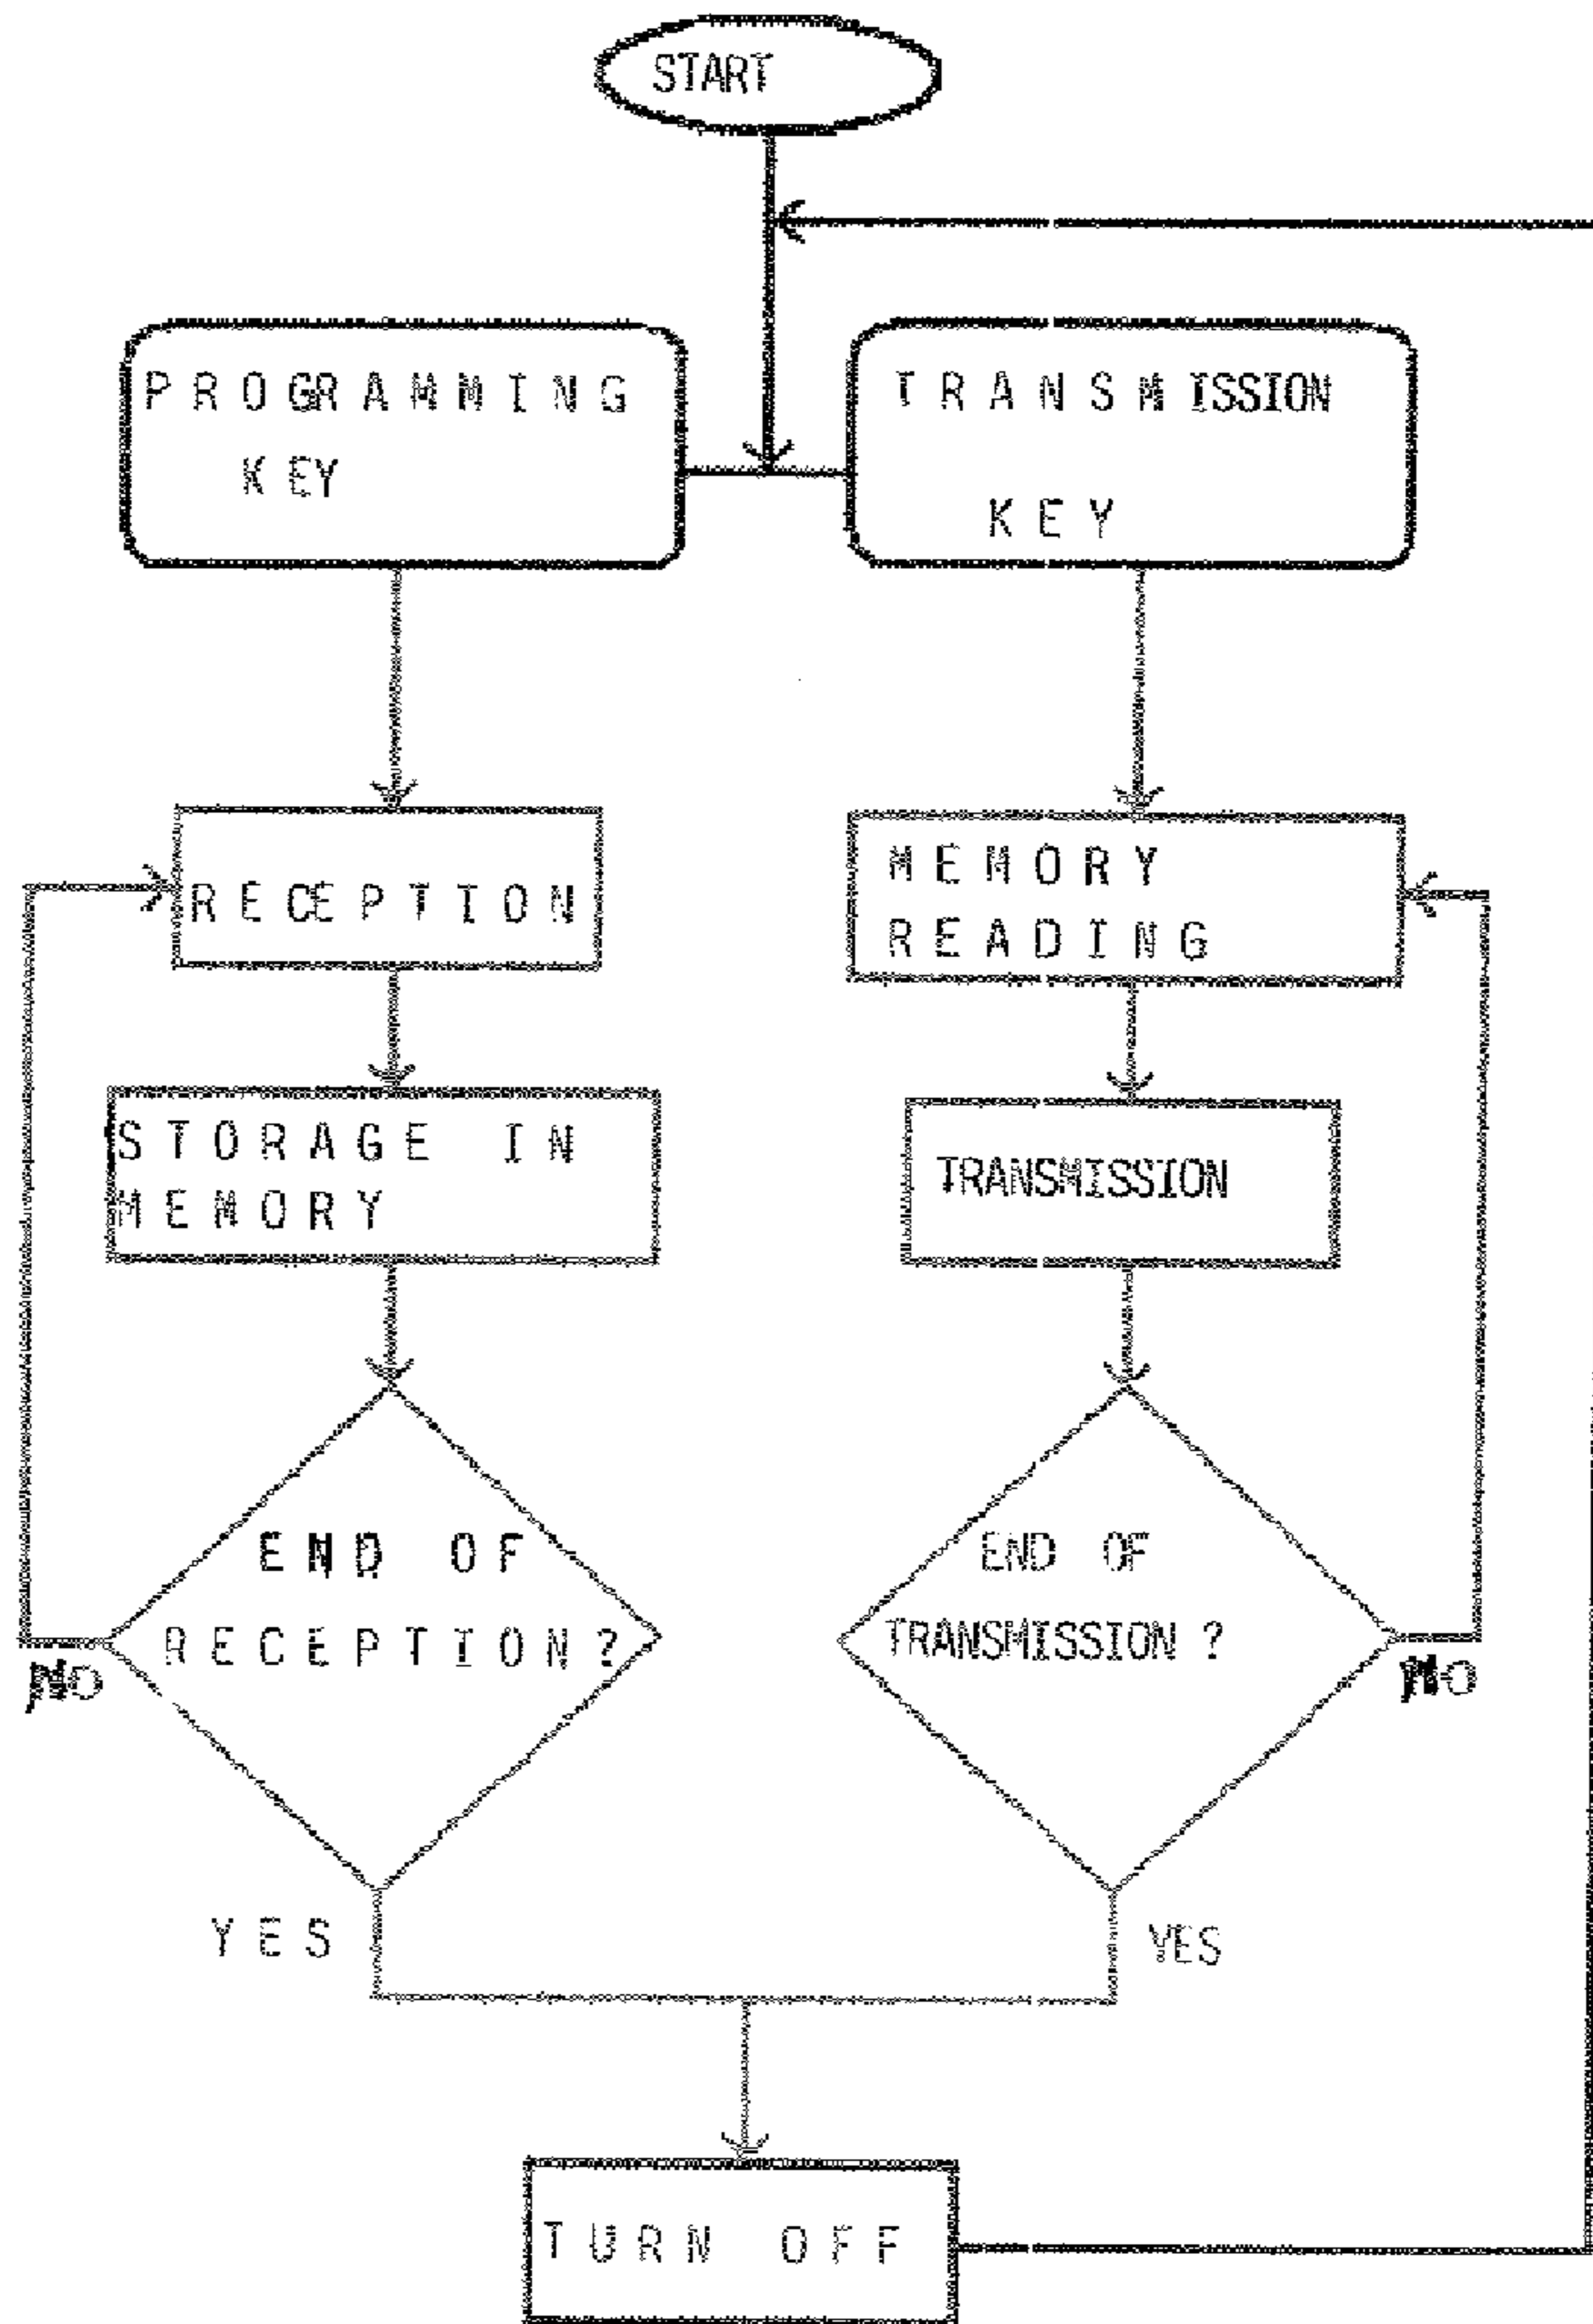 START
PROGRAMMING
KEY
TRANSMISSION
KEY
RECEPTION
MEMORY
READING
STORAGE IN
MEMORY
TRANSMISSION
END OF
RECEPTION?
END OF
TRANSMISSION?
NO
NO
YES
YES
TURN OFF